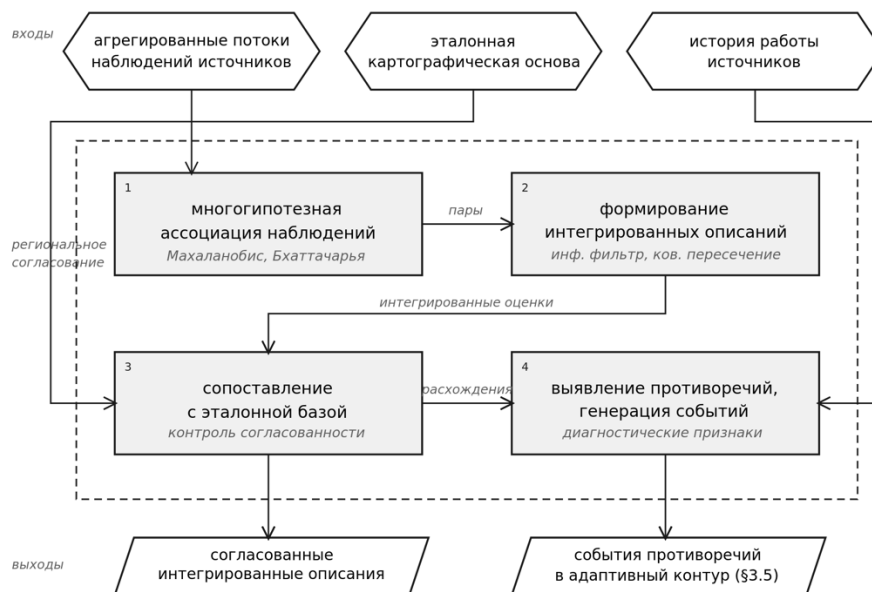 входы
агрегированные потоки
наблюдений источников
эталонная
картографическая основа
история работы
источников
1
многогипотезная
ассоциация наблюдений
Махаланобис, Бхаттачарья
пары
2
формирование
интегрированных описаний
инф. фильтр, ков. пересечение
региональное
согласование
интегрированные оценки
3
сопоставление
с эталонной базой
контроль согласованности
расхождения
4
выявление противоречий,
генерация событий
диагностические признаки
выходы
согласованные
интегрированные описания
события противоречий
в адаптивный контур (§3.5)